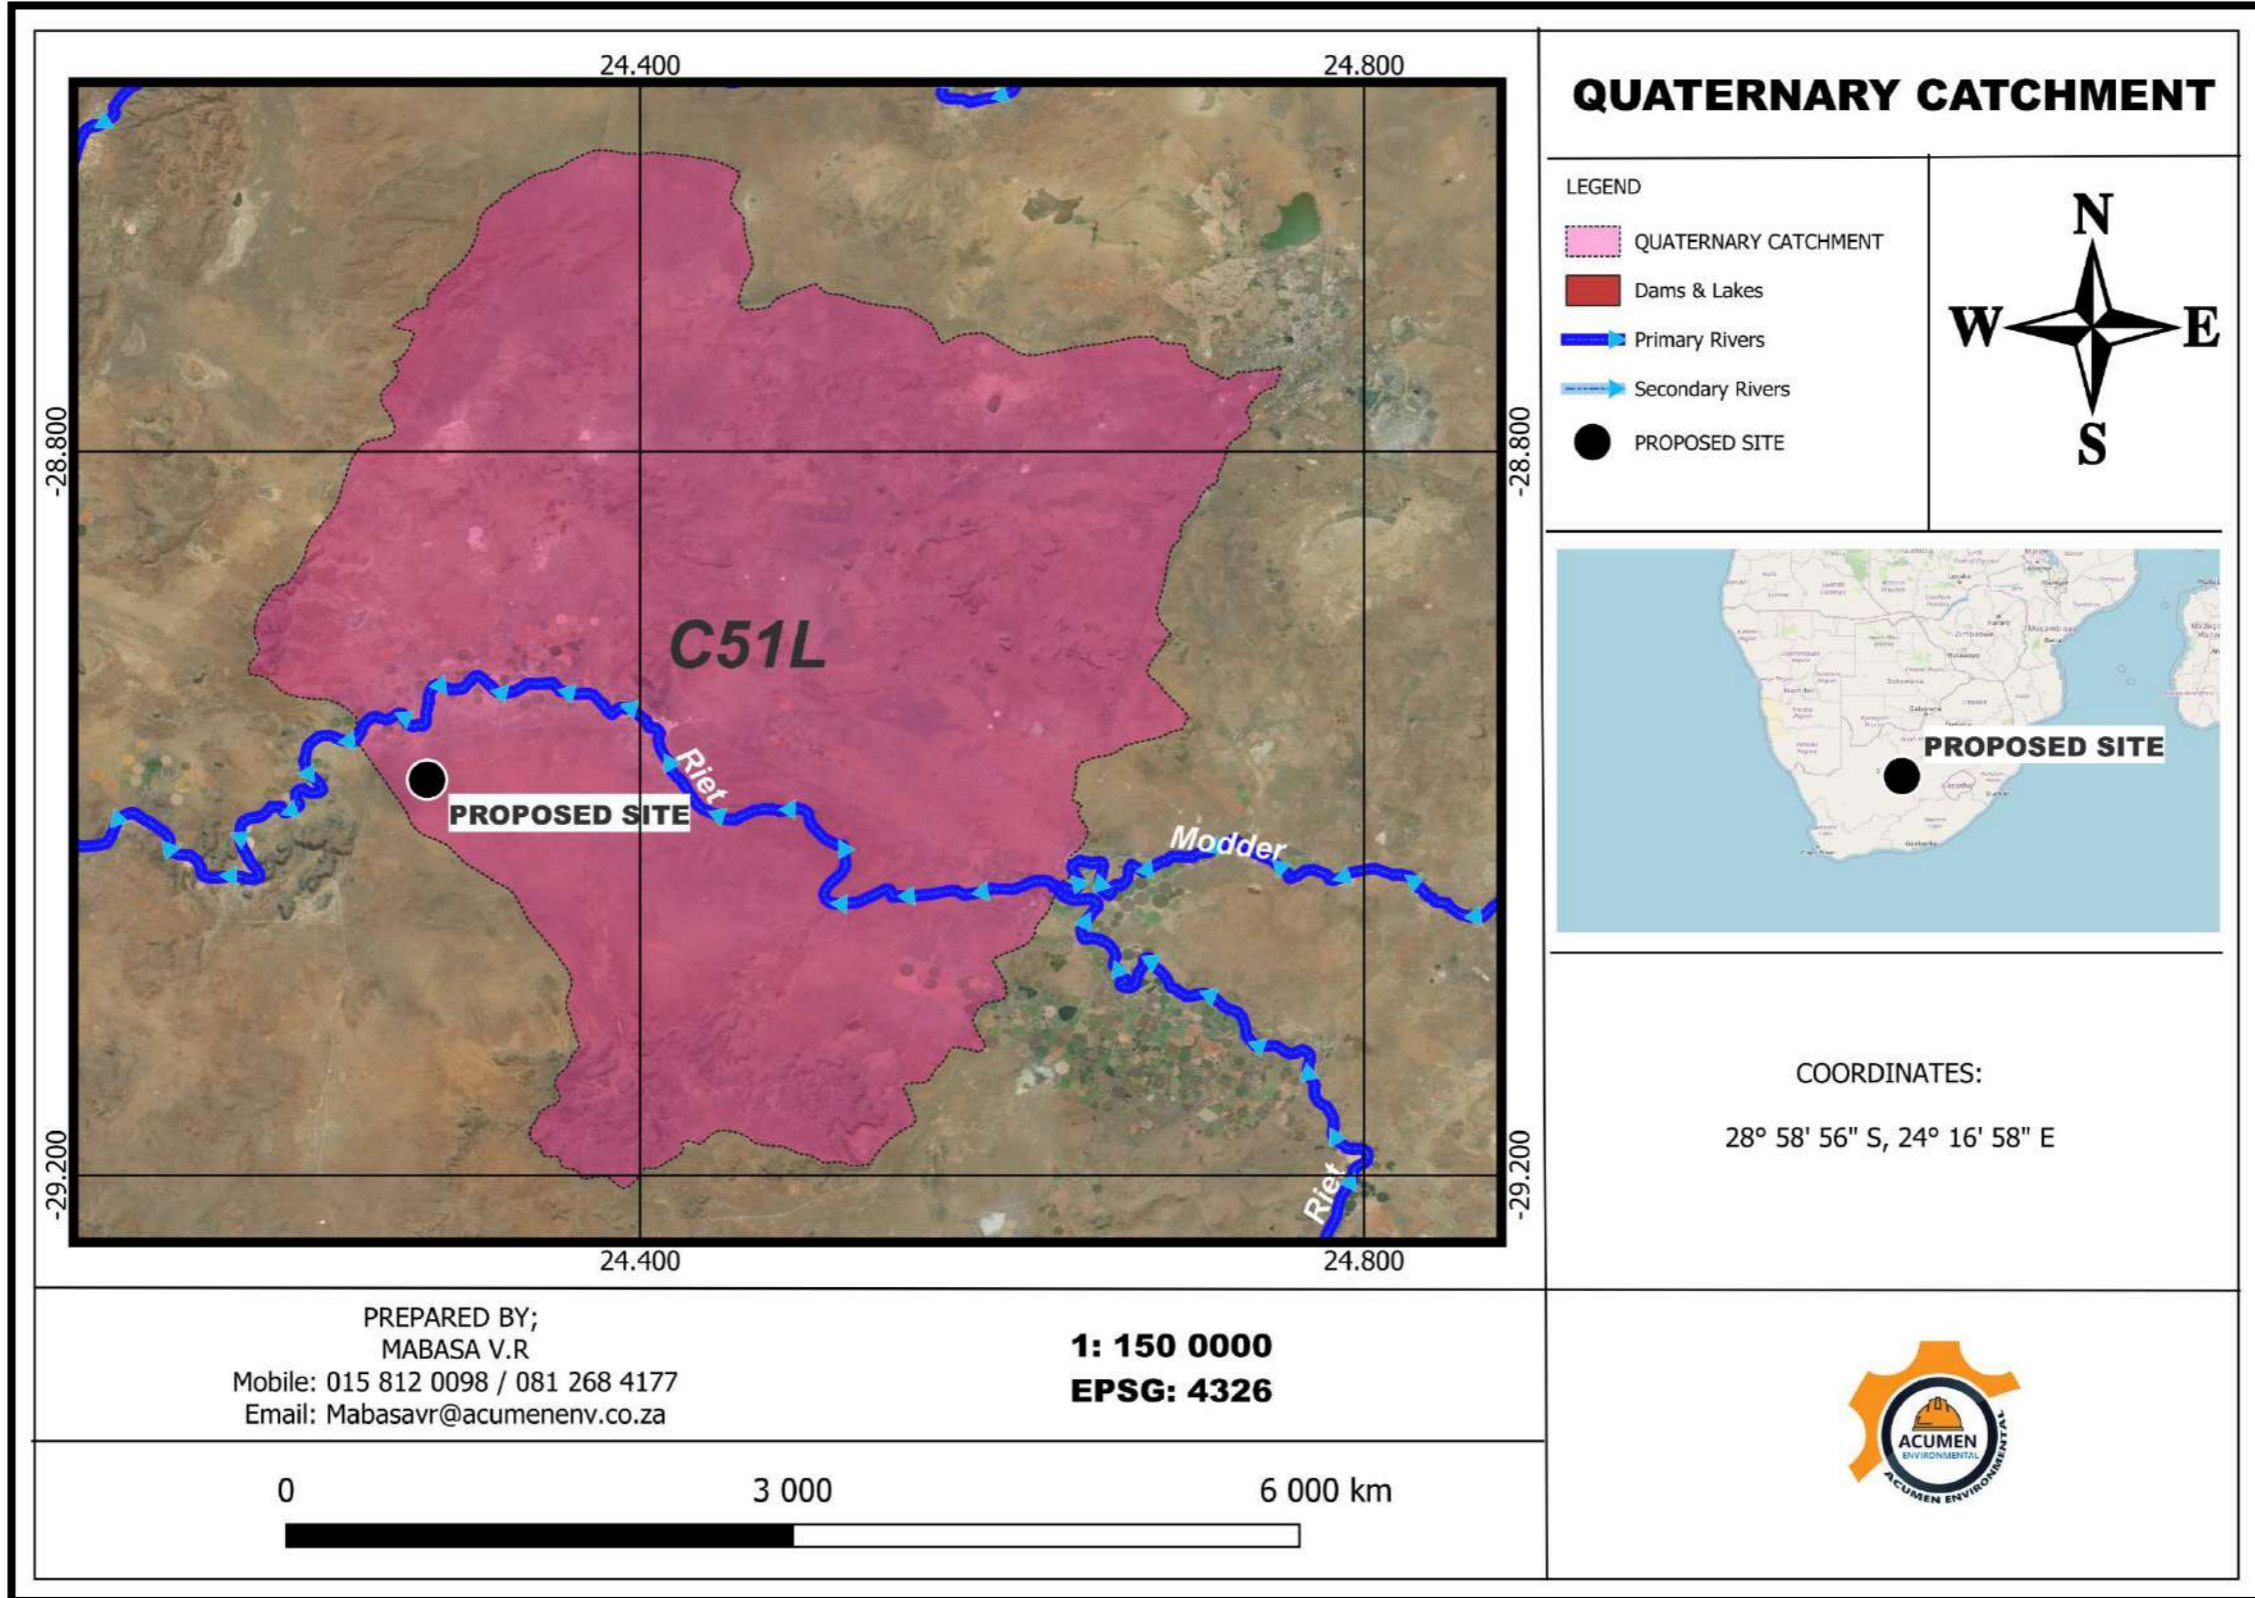 24.400
24.800
-28.800
-28.800
C51L
Riet
PROPOSED SITE
Modder
Riet
-29.200
-29.200
24.400
24.800
QUATERNARY CATCHMENT
LEGEND
QUATERNARY CATCHMENT
Dams & Lakes
Primary Rivers
Secondary Rivers
PROPOSED SITE
N
W
E
S
PROPOSED SITE
COORDINATES:
28° 58' 56" S, 24° 16' 58" E
PREPARED BY;
MABASA V.R
Mobile: 015 812 0098 / 081 268 4177
Email: Mabasavr@acumenenv.co.za
1: 150 0000
EPSG: 4326
0
3 000
6 000 km
ACUMEN
ENVIRONMENTAL
ACUMEN ENVIRONMENTAL